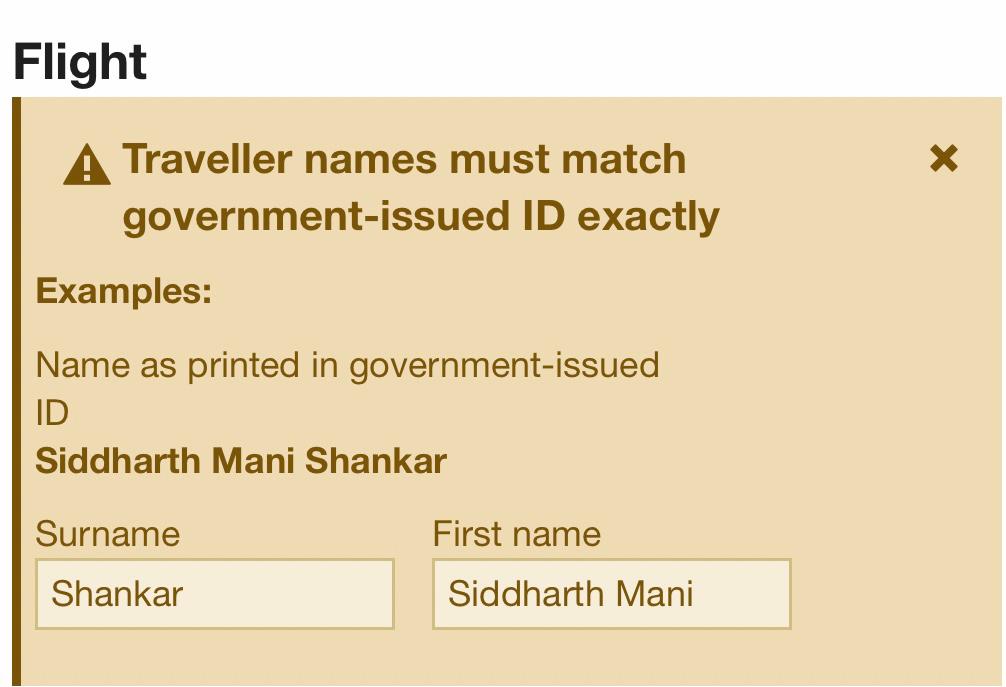 Flight
Traveller names must match
government-issued ID exactly
Examples:
Name as printed in government-issued
ID
Siddharth Mani Shankar
Surname First name
Shankar Siddharth Mani